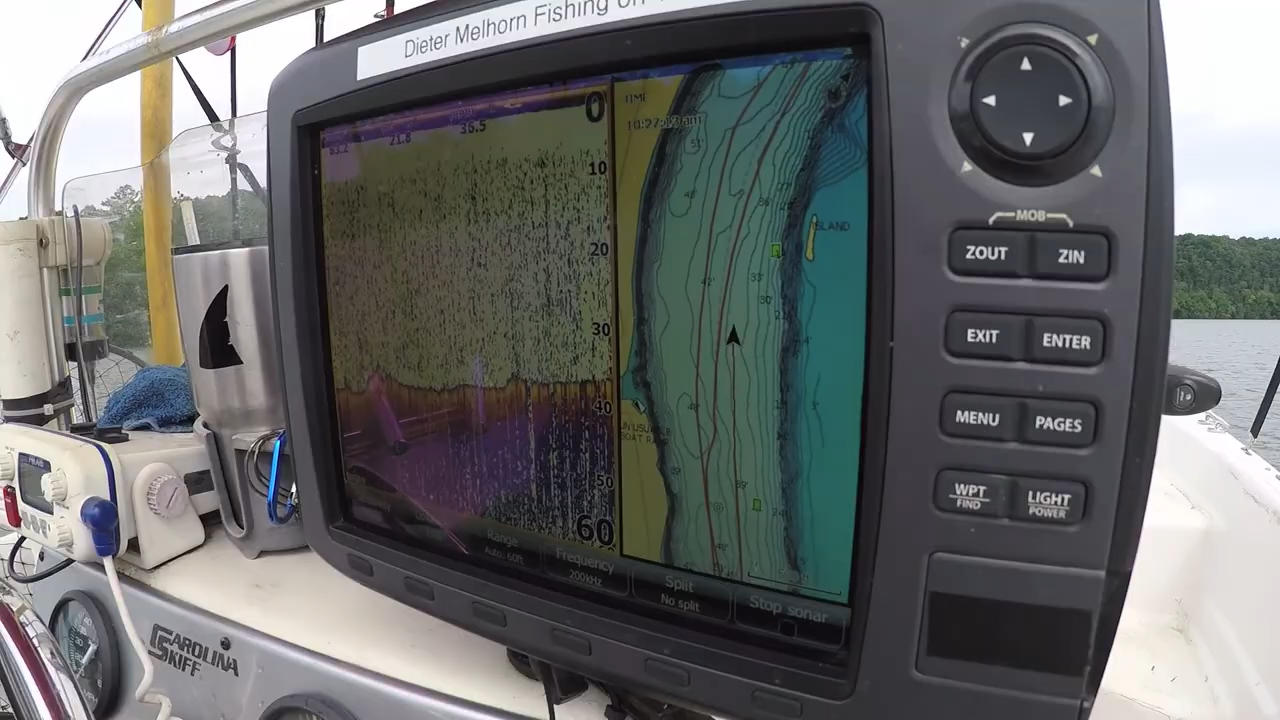 Dieter Melhorn Fishing on
0
10
20
30
40
50
60
21.8
36.5
TIME
10:27:13 am
ISLAND
Range
Auto: 60ft
Frequency
200kHz
Split
No split
Stop sonar
MOB
ZOUT
ZIN
EXIT
ENTER
MENU
PAGES
WPT
FIND
LIGHT
POWER
CAROLINA
SKIFF